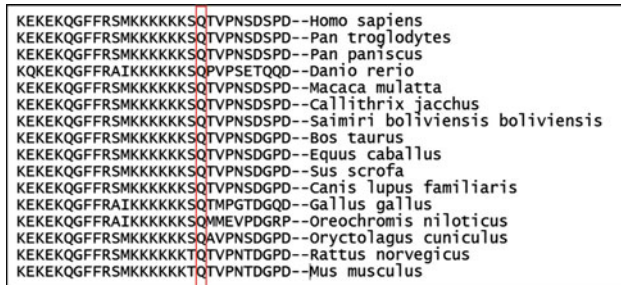 KEKEKQGFFRSMKKKKKKSQTVPNSDSPD--Homo sapiens
KEKEKQGFFRSMKKKKKKSQTVPNSDSPD--Pan troglodytes
KEKEKQGFFRSMKKKKKKSQTVPNSDSPD--Pan paniscus
KQKEKQGFFRAIKKKKKKSQPVPSETQQD--Danio rerio
KEKEKQGFFRSMKKKKKKSQTVPNSDSPD--Macaca mulatta
KEKEKQGFFRSMKKKKKKSQTVPNSDSPD--Callithrix jacchus
KEKEKQGFFRSMKKKKKKSQTVPNSDSPD--Saimiri boliviensis boliviensis
KEKEKQGFFRSMKKKKKKSQTVPNSDGPD--Bos taurus
KEKEKQGFFRSMKKKKKKSQTVPNSDGPD--Equus caballus
KEKEKQGFFRSMKKKKKKSQTVPNSDGPD--Sus scrofa
KEKEKQGFFRSMKKKKKKSQTVPNSDGPD--Canis lupus familiaris
KEKEKQGFFRAIKKKKKKSQTMPGTDGQD--Gallus gallus
KEKEKQGFFRAIKKKKKKSQMMEVPDGRP--Oreochromis niloticus
KEKEKQGFFRSMKKKKKKSQAVPNSDGPD--Oryctolagus cuniculus
KEKEKQGFFRSMKKKKKKTQTVPNTDGPD--Rattus norvegicus
KEKEKQGFFRSMKKKKKKTQTVPNTDGPD--Mus musculus